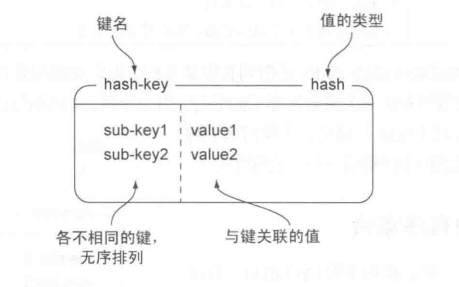 键名
值的类型
hash-key
hash
sub-key1 value1
sub-key2 value2
各不相同的键,
无序排列
与键关联的值